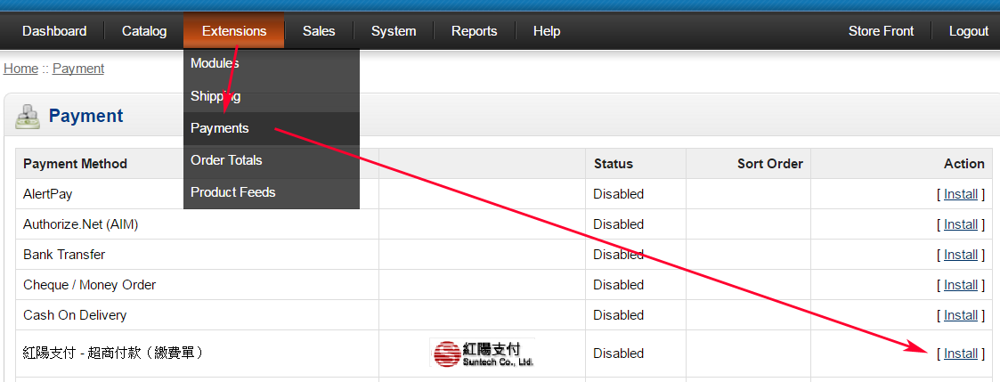 Dashboard Catalog Extensions Sales System Reports Help Store Front Logout
Home :: Payment
Modules
Shipping
Payments
Order Totals
Product Feeds
Payment
Payment Method Status Sort Order Action
AlertPay Disabled [ Install ]
Authorize.Net (AIM) Disabled [ Install ]
Bank Transfer Disabled [ Install ]
Cheque / Money Order Disabled [ Install ]
Cash On Delivery Disabled [ Install ]
紅陽支付 - 超商付款（繳費單） 紅陽支付 Disabled [ Install ]
Suntech Co., Ltd.